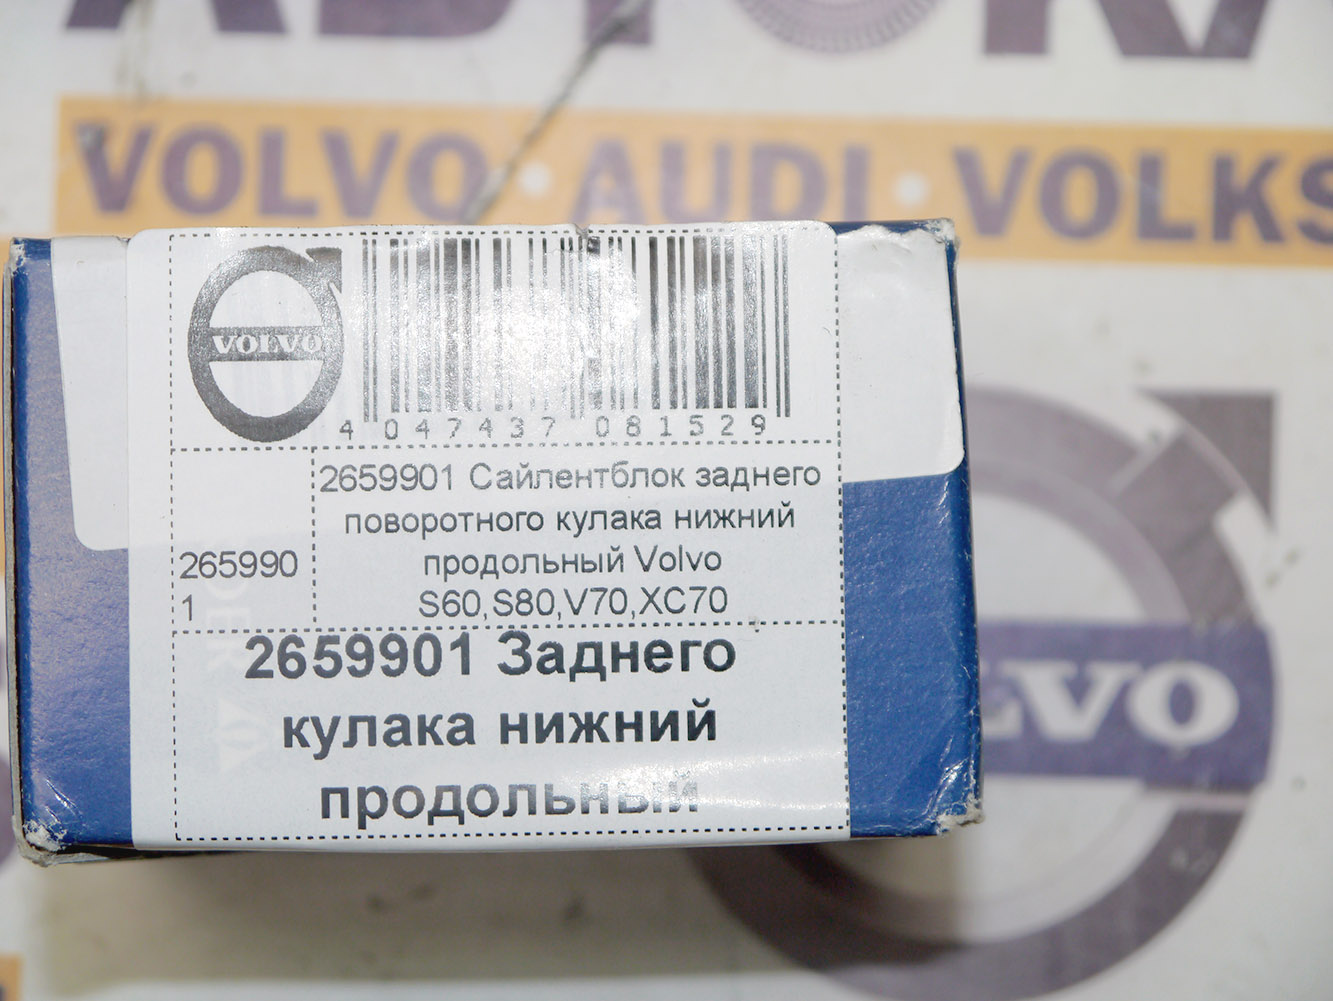 VOLVO • AUDI • VOLKS
VOLVO
4 047437 081529
2659901 Сайлентблок заднего
поворотного кулака нижний
продольный Volvo
S60,S80,V70,XC70
265990
1
2659901 Заднего
кулака нижний
продольный